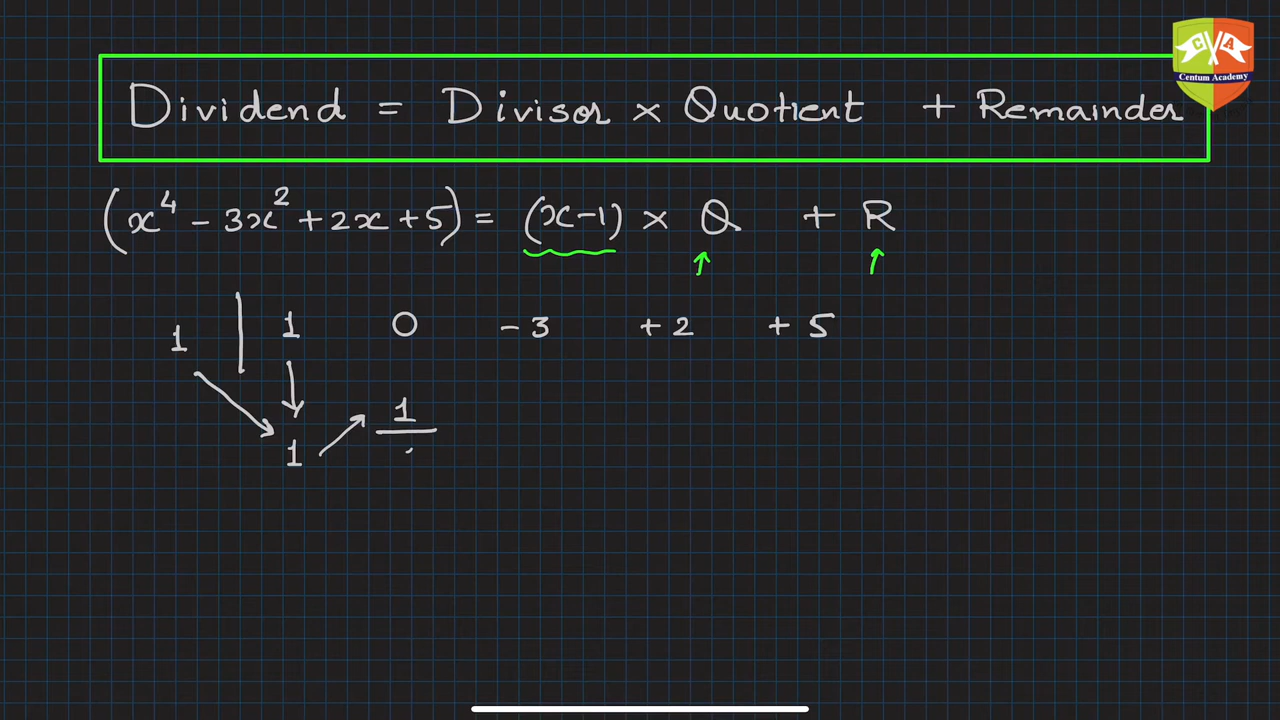 C A
Centum Academy
Dividend = Divisor × Quotient + Remainder
(x⁴ - 3x² + 2x + 5) = (x-1) × Q + R
1 | 1 0 -3 +2 +5
1
1